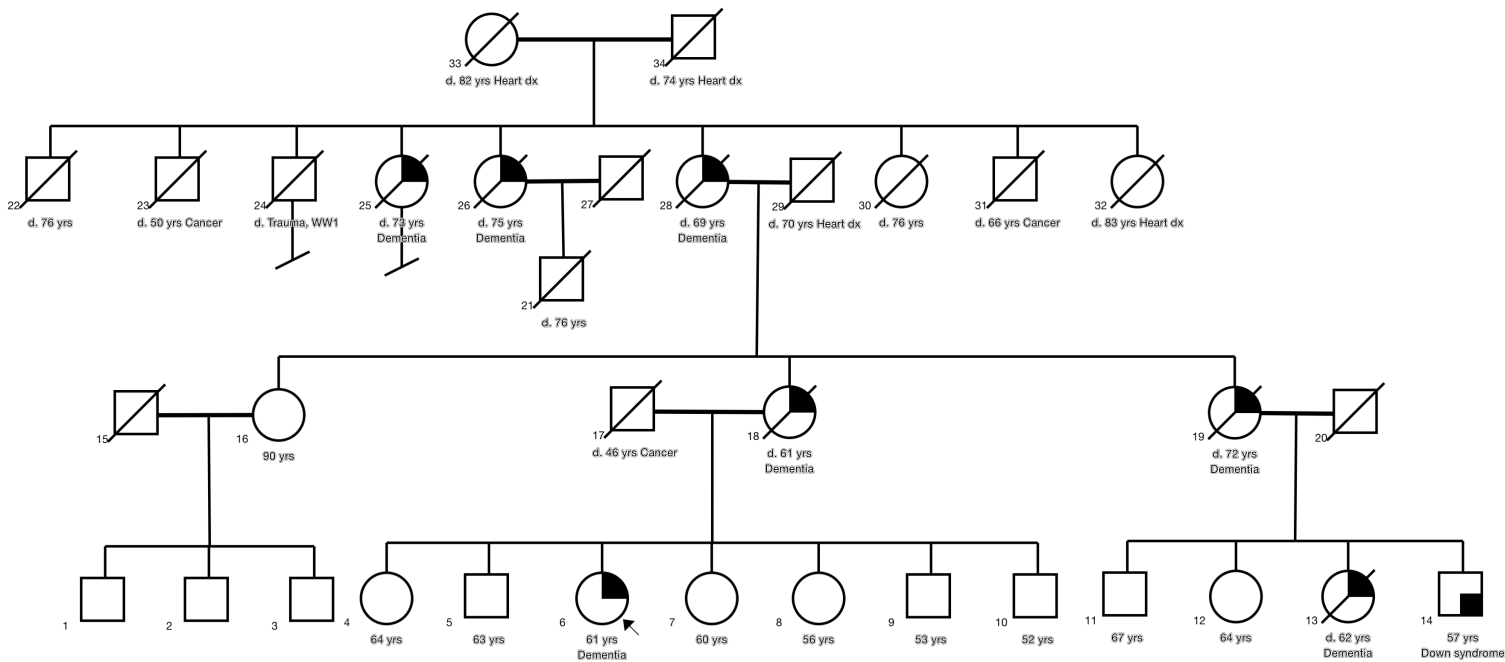 33 34
d. 82 yrs Heart dx d. 74 yrs Heart dx
22 23 24 25 26 27 28 29 30 31 32
d. 76 yrs d. 50 yrs Cancer d. Trauma, WW1 d. 73 yrs d. 75 yrs d. 69 yrs d. 70 yrs Heart dx d. 76 yrs d. 66 yrs Cancer d. 83 yrs Heart dx
Dementia Dementia Dementia
21
d. 76 yrs
15 16 17 18 19 20
90 yrs d. 46 yrs Cancer d. 61 yrs d. 72 yrs
Dementia Dementia
1 2 3 4 5 6 7 8 9 10 11 12 13 14
64 yrs 63 yrs 61 yrs 60 yrs 56 yrs 53 yrs 52 yrs 67 yrs 64 yrs d. 62 yrs 57 yrs
Dementia Dementia Down syndrome